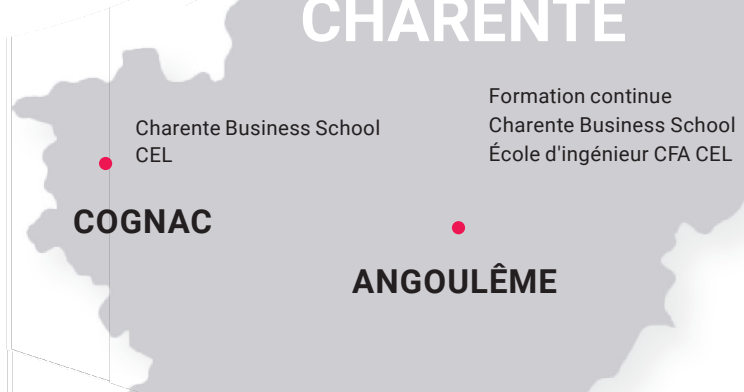 CHARENTE
Formation continue
Charente Business School
École d'ingénieur CFA CEL
Charente Business School
CEL
COGNAC
ANGOULÊME